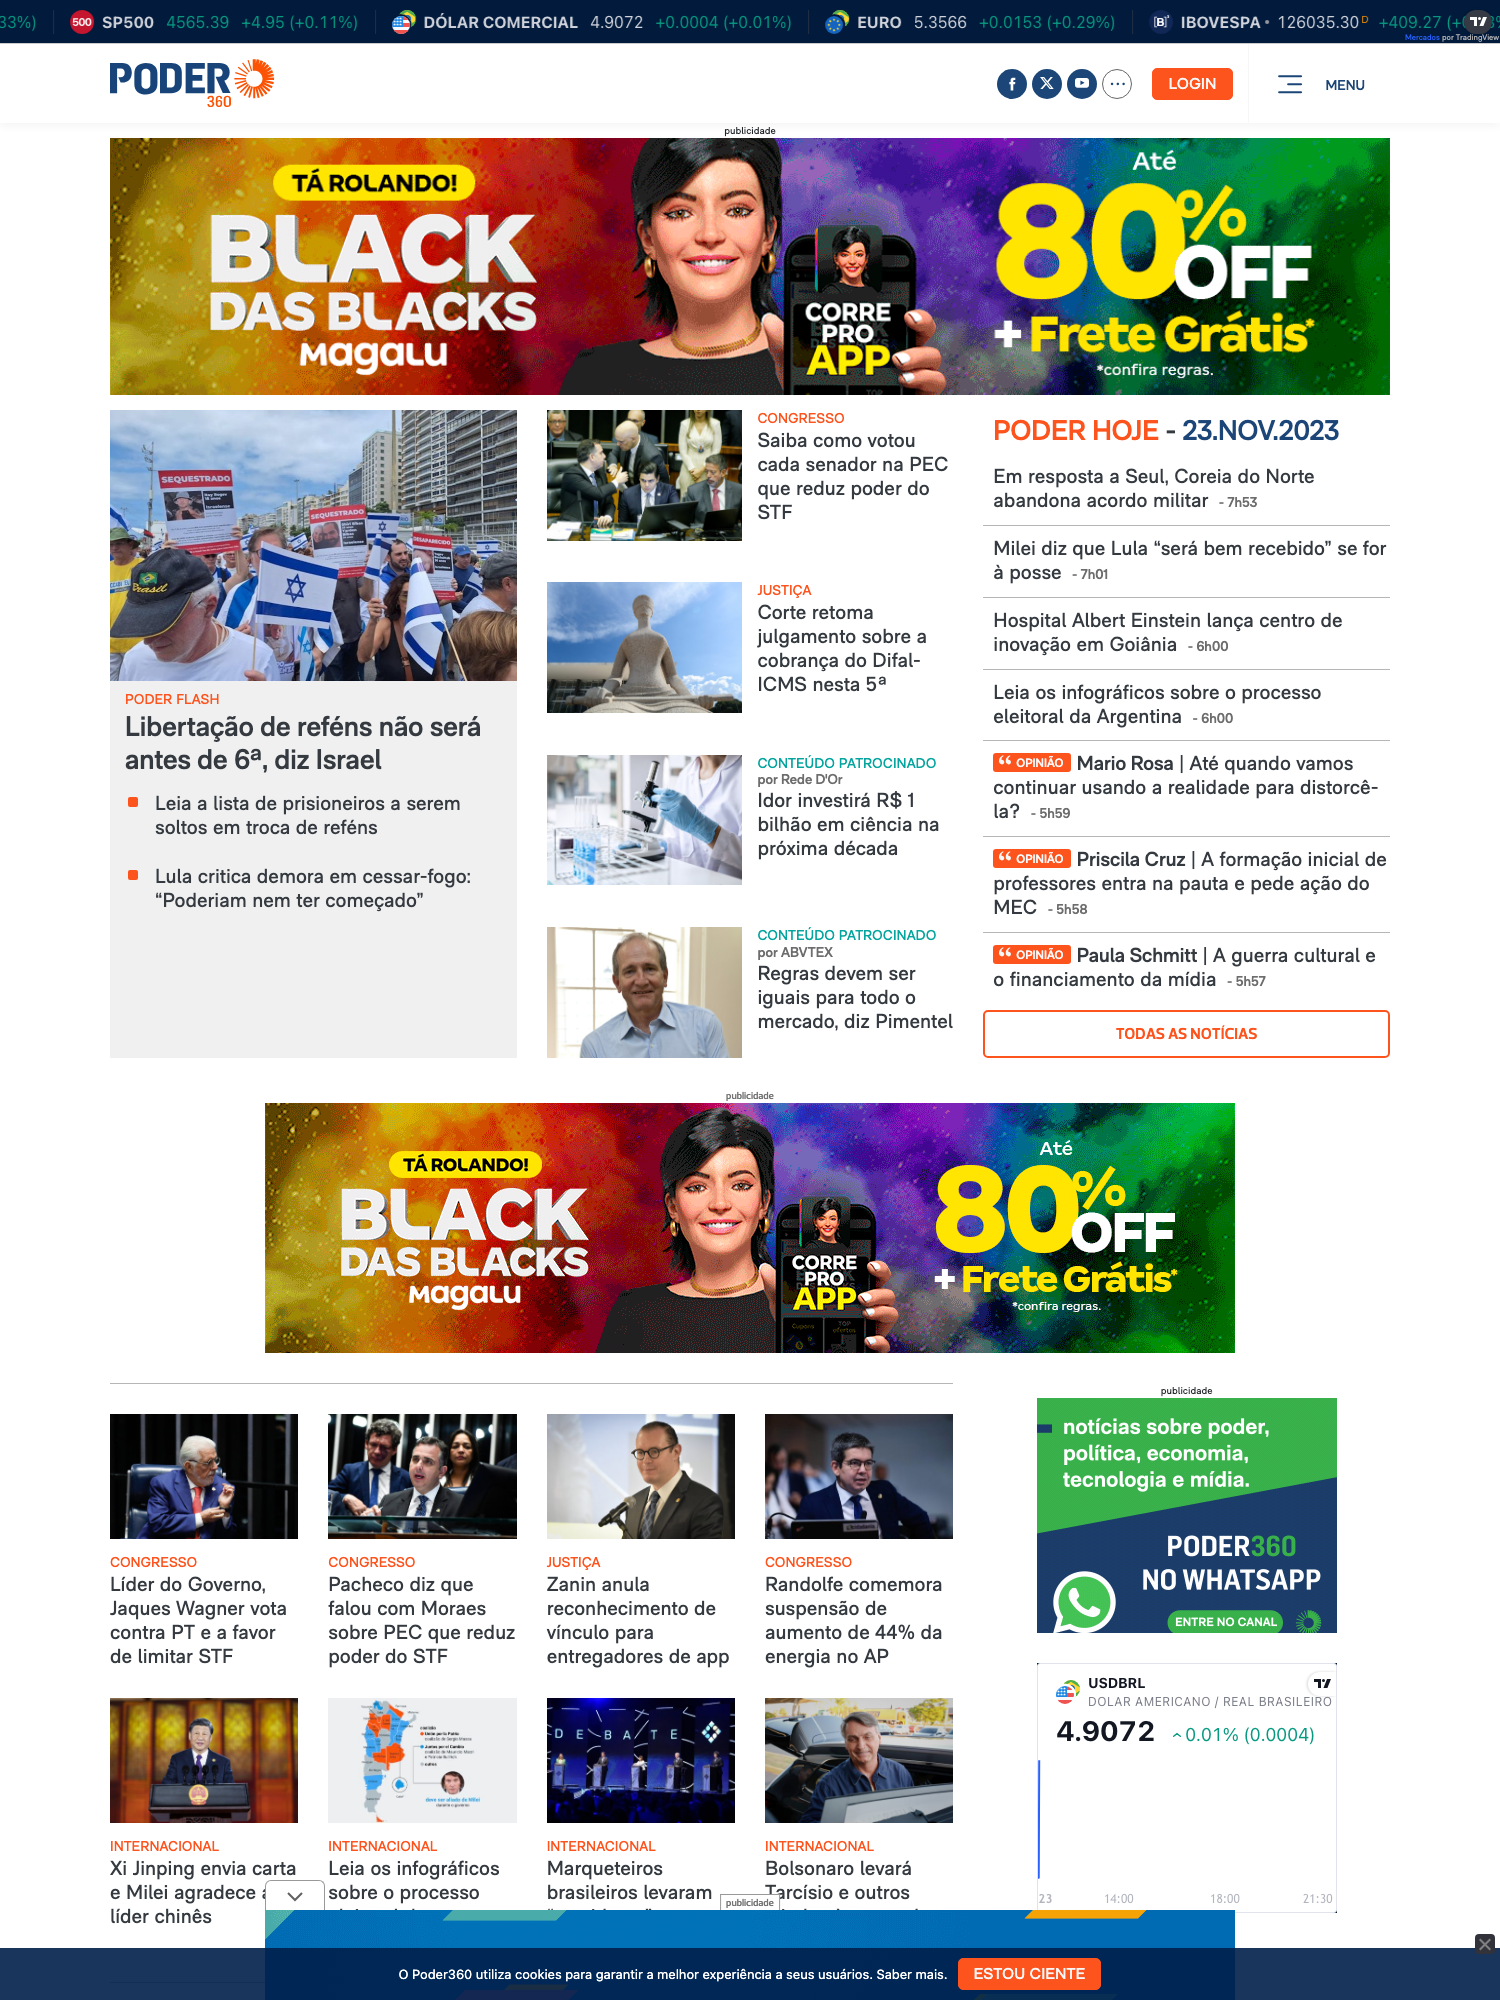 33%)
500 SP500 4565.39 +4.95 (+0.11%)
DÓLAR COMERCIAL 4.9072 +0.0004 (+0.01%)
EURO 5.3566 +0.0153 (+0.29%)
IBOVESPA 126035.30 D +409.27
Mercados por TradingView
PODER
360
LOGIN
MENU
publicidade
TÁ ROLANDO!
BLACK
DAS BLACKS
Magalu
CORRE
PRO
APP
Até
80%
OFF
+ Frete Grátis*
*confira regras.
SEQUESTRADO
SEQUESTRADO
DESAPARECIDO
Brasil
PODER FLASH
Libertação de reféns não será
antes de 6ª, diz Israel
Leia a lista de prisioneiros a serem
soltos em troca de reféns
Lula critica demora em cessar-fogo:
“Poderiam nem ter começado”
CONGRESSO
Saiba como votou
cada senador na PEC
que reduz poder do
STF
JUSTIÇA
Corte retoma
julgamento sobre a
cobrança do Difal-
ICMS nesta 5ª
CONTEÚDO PATROCINADO
por Rede D'Or
Idor investirá R$ 1
bilhão em ciência na
próxima década
CONTEÚDO PATROCINADO
por ABVTEX
Regras devem ser
iguais para todo o
mercado, diz Pimentel
PODER HOJE - 23.NOV.2023
Em resposta a Seul, Coreia do Norte
abandona acordo militar - 7h53
Milei diz que Lula “será bem recebido” se for
à posse - 7h01
Hospital Albert Einstein lança centro de
inovação em Goiânia - 6h00
Leia os infográficos sobre o processo
eleitoral da Argentina - 6h00
“ OPINIÃO Mario Rosa | Até quando vamos
continuar usando a realidade para distorcê-
la? - 5h59
“ OPINIÃO Priscila Cruz | A formação inicial de
professores entra na pauta e pede ação do
MEC - 5h58
“ OPINIÃO Paula Schmitt | A guerra cultural e
o financiamento da mídia - 5h57
TODAS AS NOTÍCIAS
publicidade
TÁ ROLANDO!
BLACK
DAS BLACKS
Magalu
CORRE
PRO
APP
Até
80%
OFF
+ Frete Grátis*
*confira regras.
CONGRESSO
Líder do Governo,
Jaques Wagner vota
contra PT e a favor
de limitar STF
CONGRESSO
Pacheco diz que
falou com Moraes
sobre PEC que reduz
poder do STF
JUSTIÇA
Zanin anula
reconhecimento de
vínculo para
entregadores de app
CONGRESSO
Randolfe comemora
suspensão de
aumento de 44% da
energia no AP
publicidade
notícias sobre poder,
política, economia,
tecnologia e mídia.
PODER360
NO WHATSAPP
ENTRE NO CANAL
USDBRL
DOLAR AMERICANO / REAL BRASILEIRO
4.9072 0.01% (0.0004)
23 14:00 18:00 21:30
DEBATE
INTERNACIONAL
Xi Jinping envia carta
e Milei agradece
líder chinês
INTERNACIONAL
Leia os infográficos
sobre o processo
INTERNACIONAL
Marqueteiros
brasileiros levaram
INTERNACIONAL
Bolsonaro levará
Tarcísio e outros
publicidade
O Poder360 utiliza cookies para garantir a melhor experiência a seus usuários. Saber mais.
ESTOU CIENTE